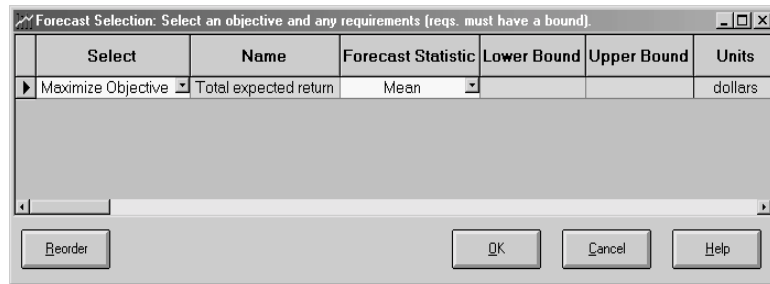 Forecast Selection: Select an objective and any requirements (reqs. must have a bound).
Select Name Forecast Statistic Lower Bound Upper Bound Units
Maximize Objective Total expected return Mean dollars
Reorder OK Cancel Help